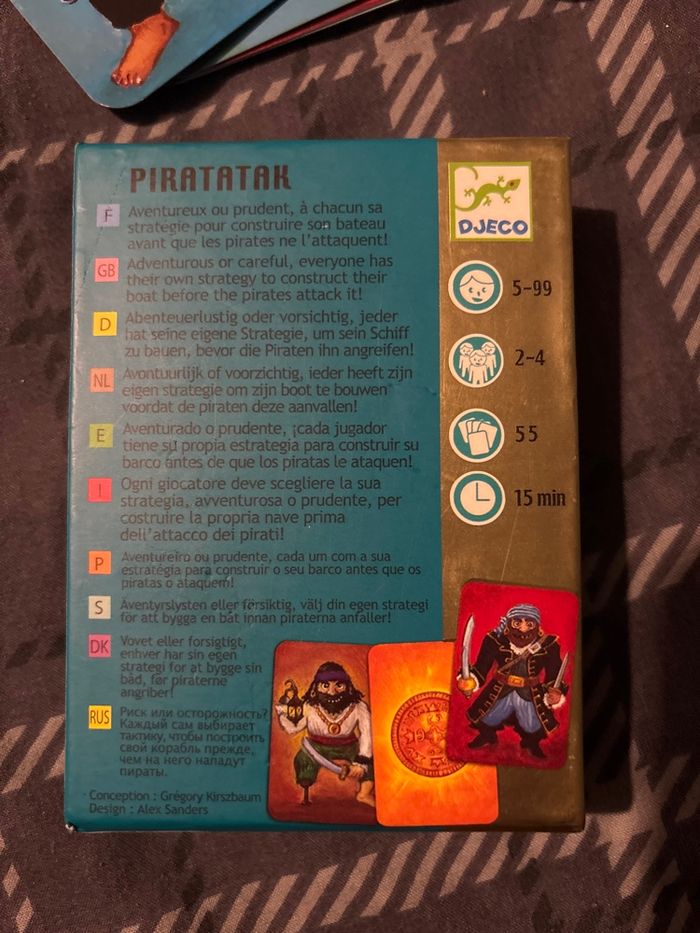 PIRATATAK
F
Aventureux ou prudent, à chacun sa
stratégie pour construire son bateau
avant que les pirates ne l'attaquent!
GB
Adventurous or careful, everyone has
their own strategy to construct their
boat before the pirates attack it!
D
Abenteuerlustig oder vorsichtig, jeder
hat seine eigene Strategie, um sein Schiff
zu bauen, bevor die Piraten ihn angreifen!
NL
Avontuurlijk of voorzichtig, ieder heeft zijn
eigen strategie om zijn boot te bouwen
voordat de piraten deze aanvallen!
E
Aventurado o prudente, ¡cada jugador
tiene su propia estrategia para construir su
barco antes de que los piratas le ataquen!
I
Ogni giocatore deve scegliere la sua
strategia, avventurosa o prudente, per
costruire la propria nave prima
dell'attacco dei pirati!
P
Aventureiro ou prudente, cada um com a sua
estratégia para construir o seu barco antes que os
piratas o ataquem!
S
Äventyrslysten eller försiktig, välj din egen strategi
för att bygga en båt innan piraterna anfaller!
DK
Vovet eller forsigtigt,
enhver har sin egen
strategi for at bygge sin
båd, før piraterne
angriber!
RUS
Риск или осторожность?
Каждый сам выбирает
тактику, чтобы построить
свой корабль прежде,
чем на него нападут
пираты.
Conception : Grégory Kirszbaum
Design : Alex Sanders
DJECO
5-99
2-4
55
15 min